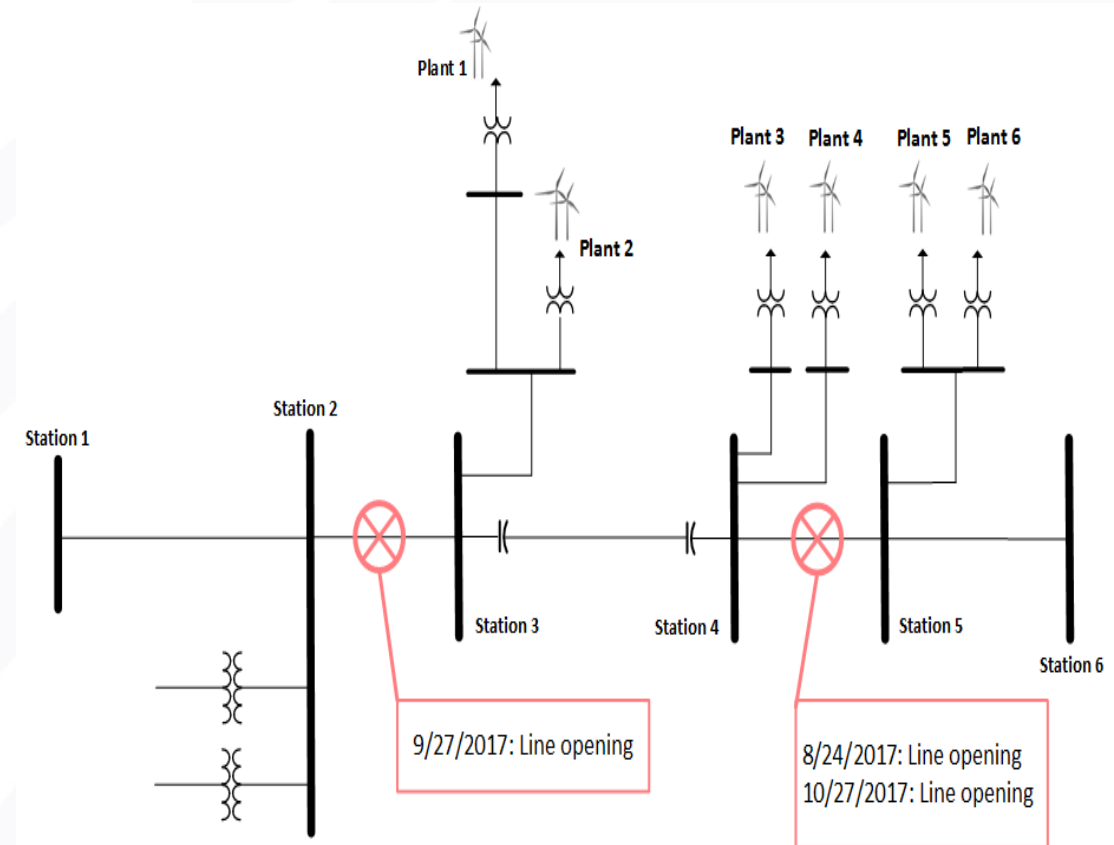 Plant 1
Plant 2
Plant 3
Plant 4
Plant 5
Plant 6
Station 1
Station 2
Station 3
Station 4
Station 5
Station 6
9/27/2017: Line opening
8/24/2017: Line opening
10/27/2017: Line opening